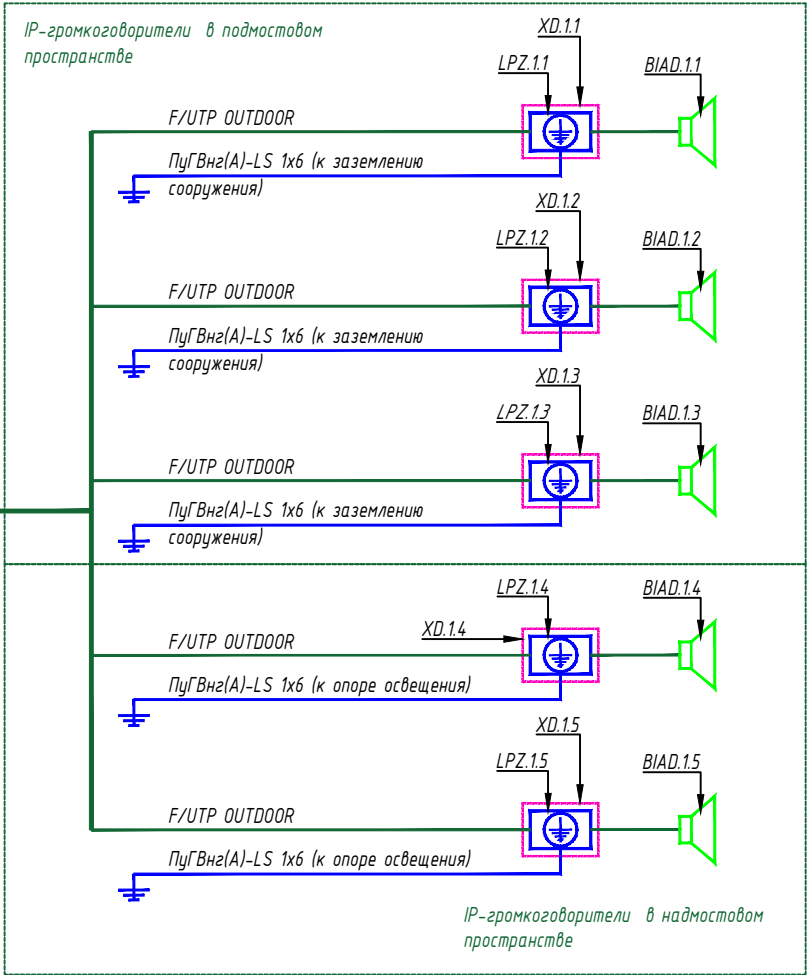 IP-громкоговорители в подмостовом
пространстве
XD.1.1
LPZ.1.1
BIAD.1.1
F/UTP OUTDOOR
ПуГВнг(А)-LS 1х6 (к заземлению
сооружения)
XD.1.2
LPZ.1.2
BIAD.1.2
F/UTP OUTDOOR
ПуГВнг(А)-LS 1х6 (к заземлению
сооружения)
XD.1.3
LPZ.1.3
BIAD.1.3
F/UTP OUTDOOR
ПуГВнг(А)-LS 1х6 (к заземлению
сооружения)
LPZ.1.4
BIAD.1.4
XD.1.4
F/UTP OUTDOOR
ПуГВнг(А)-LS 1х6 (к опоре освещения)
XD.1.5
LPZ.1.5
BIAD.1.5
F/UTP OUTDOOR
ПуГВнг(А)-LS 1х6 (к опоре освещения)
IP-громкоговорители в надмостовом
пространстве